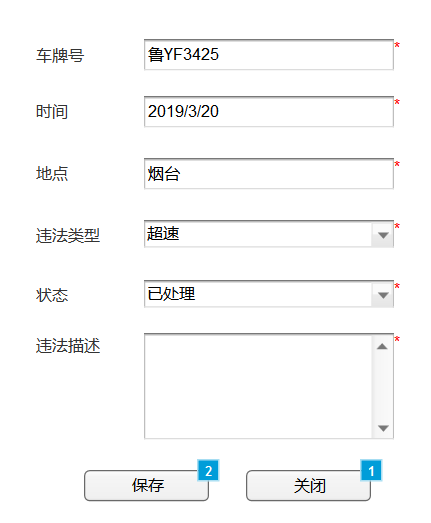 车牌号 鲁YF3425 *
时间 2019/3/20 *
地点 烟台 *
违法类型 超速 *
状态 已处理 *
违法描述 *
保存 2 关闭 1